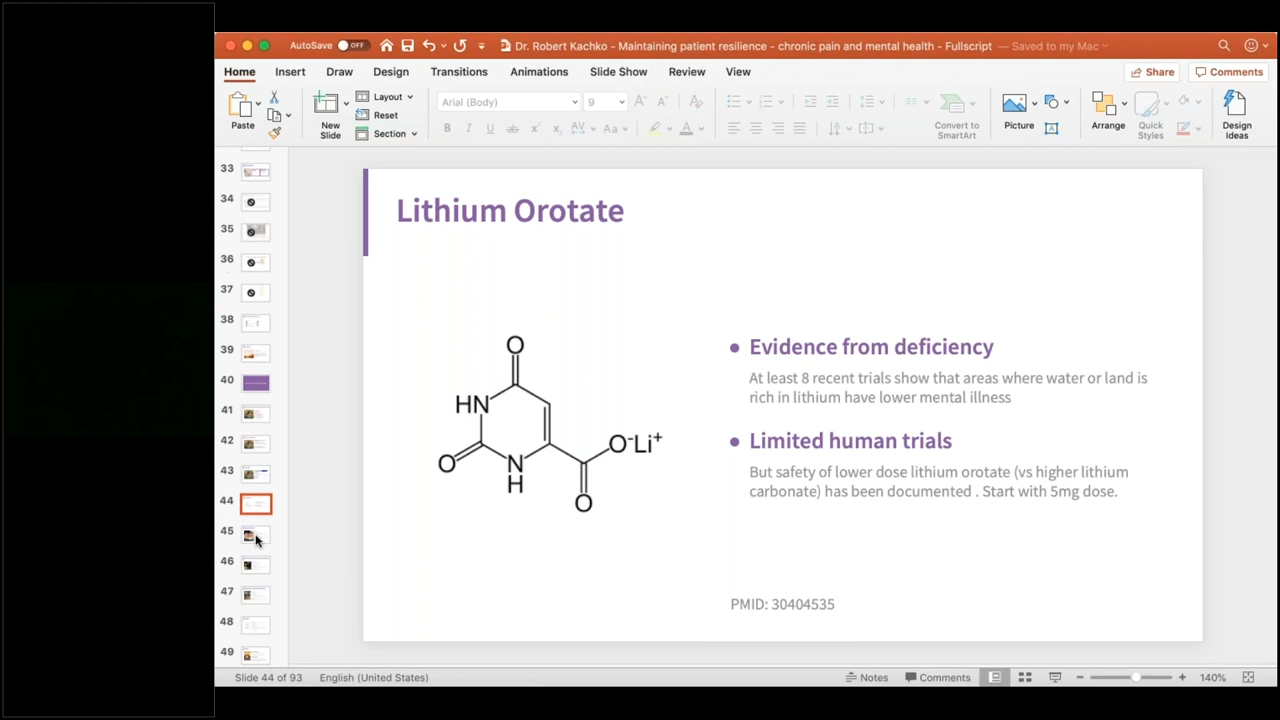 AutoSave OFF Dr. Robert Kachko - Maintaining patient resilience - chronic pain and mental health - Fullscript — Saved to my Mac
Home Insert Draw Design Transitions Animations Slide Show Review View Share Comments
Paste
New Slide
Layout
Reset
Section
Arial (Body) 9
B I U ab x² x₂ AV Aa A
Convert to SmartArt
Picture
Arrange
Quick Styles
Design Ideas
33
34
35
36
37
38
39
40
41
42
43
44
45
46
47
48
49
Lithium Orotate
O
HN
O
N
H
O⁻Li⁺
O
Evidence from deficiency
At least 8 recent trials show that areas where water or land is
rich in lithium have lower mental illness
Limited human trials
But safety of lower dose lithium orotate (vs higher lithium
carbonate) has been documented . Start with 5mg dose.
PMID: 30404535
Slide 44 of 93 English (United States) Notes Comments 140%